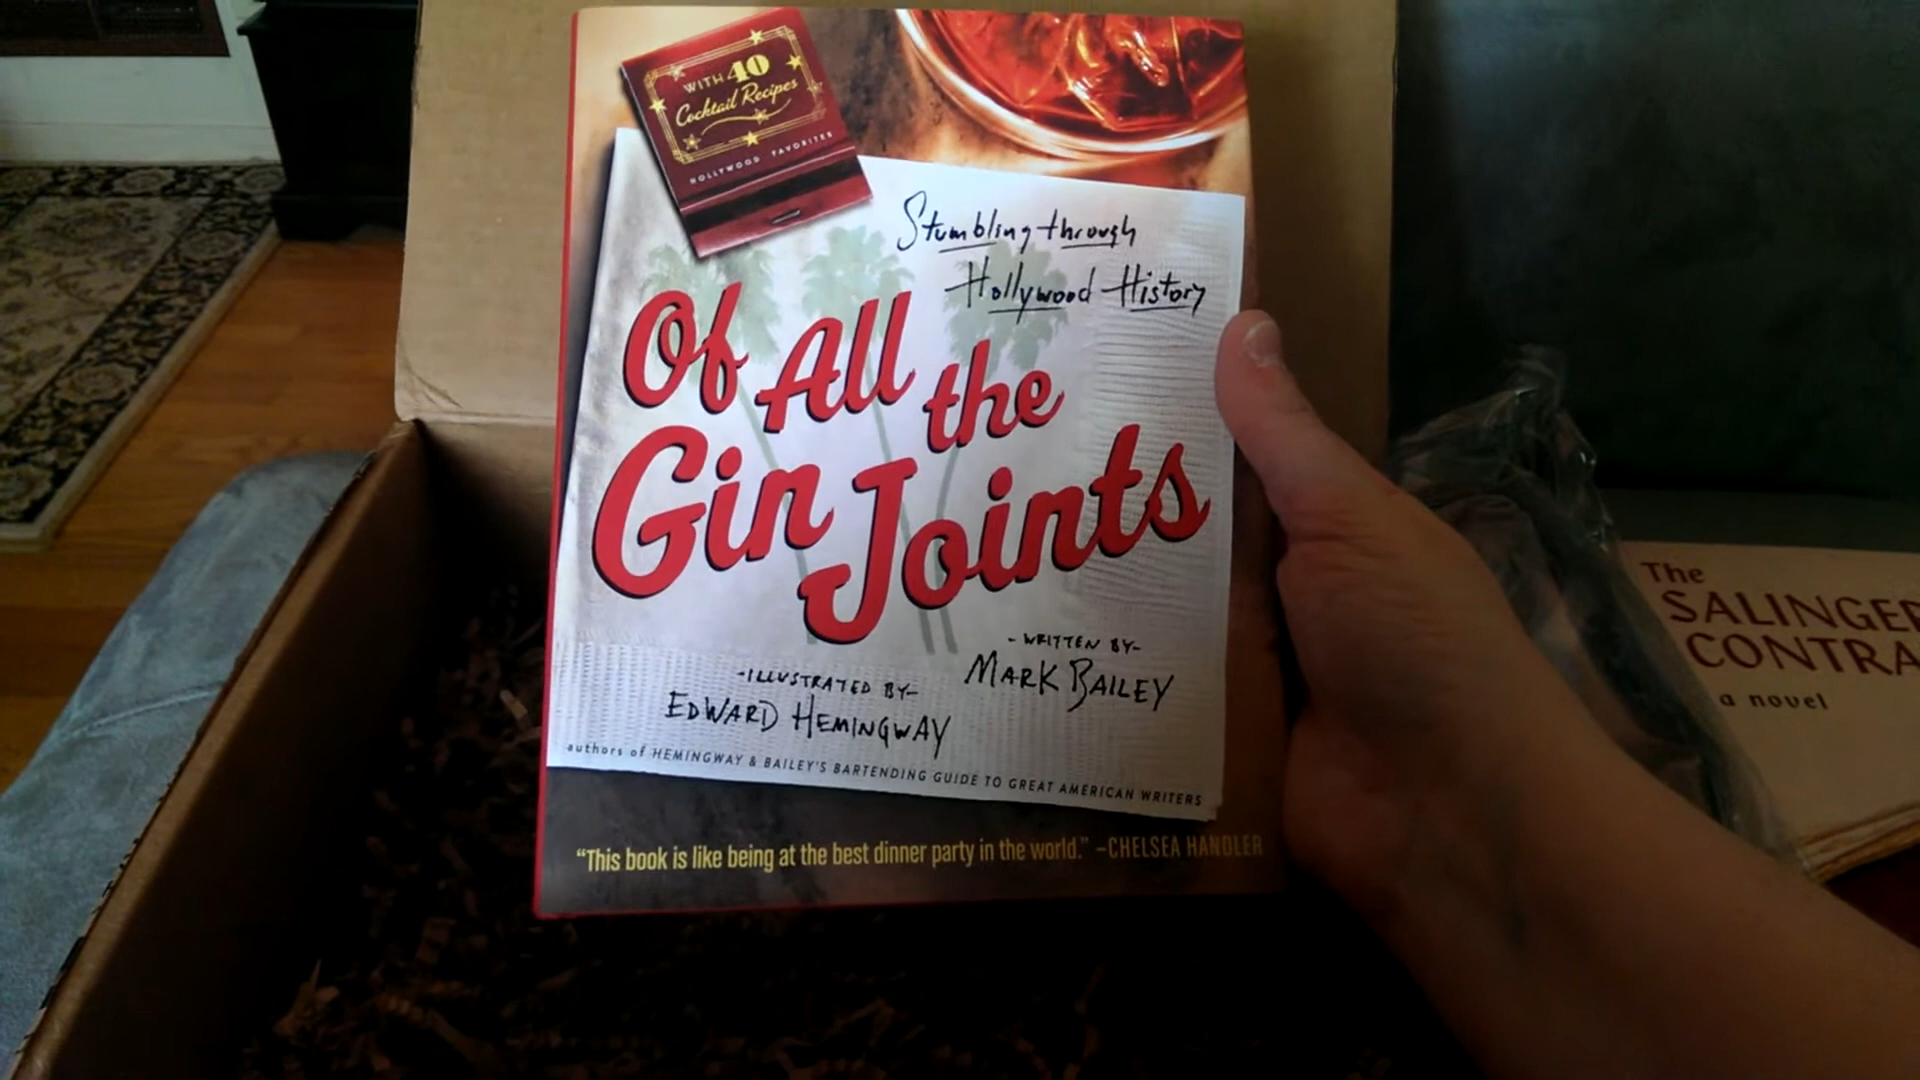 WITH 40
Cocktail Recipes
HOLLYWOOD FAVORITES
Stumbling through
Hollywood History
Of All the
Gin Joints
-WRITTEN BY-
MARK BAILEY
-ILLUSTRATED BY-
EDWARD HEMINGWAY
authors of HEMINGWAY & BAILEY'S BARTENDING GUIDE TO GREAT AMERICAN WRITERS
“This book is like being at the best dinner party in the world.” –CHELSEA HANDLER
The
SALINGER
CONTRA
a novel